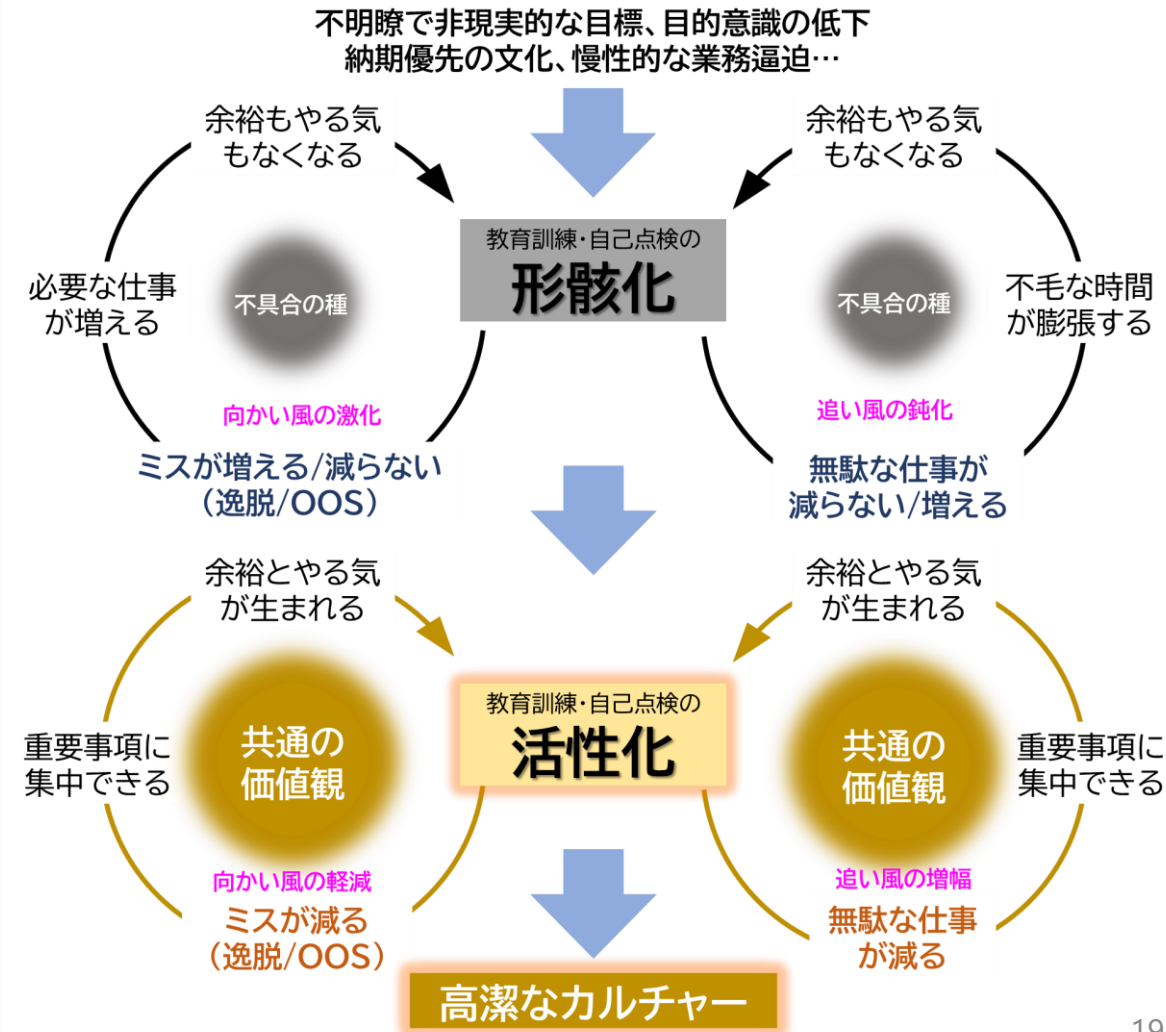 不明瞭で非現実的な目標、目的意識の低下
納期優先の文化、慢性的な業務逼迫…
余裕もやる気
もなくなる
余裕もやる気
もなくなる
教育訓練・自己点検の
形骸化
必要な仕事
が増える
不具合の種
不具合の種
不毛な時間
が膨張する
向かい風の激化
追い風の鈍化
ミスが増える/減らない
（逸脱/OOS）
無駄な仕事が
減らない/増える
余裕とやる気
が生まれる
余裕とやる気
が生まれる
教育訓練・自己点検の
活性化
重要事項に
集中できる
共通の
価値観
共通の
価値観
重要事項に
集中できる
向かい風の軽減
追い風の増幅
ミスが減る
（逸脱/OOS）
無駄な仕事
が減る
高潔なカルチャー
19